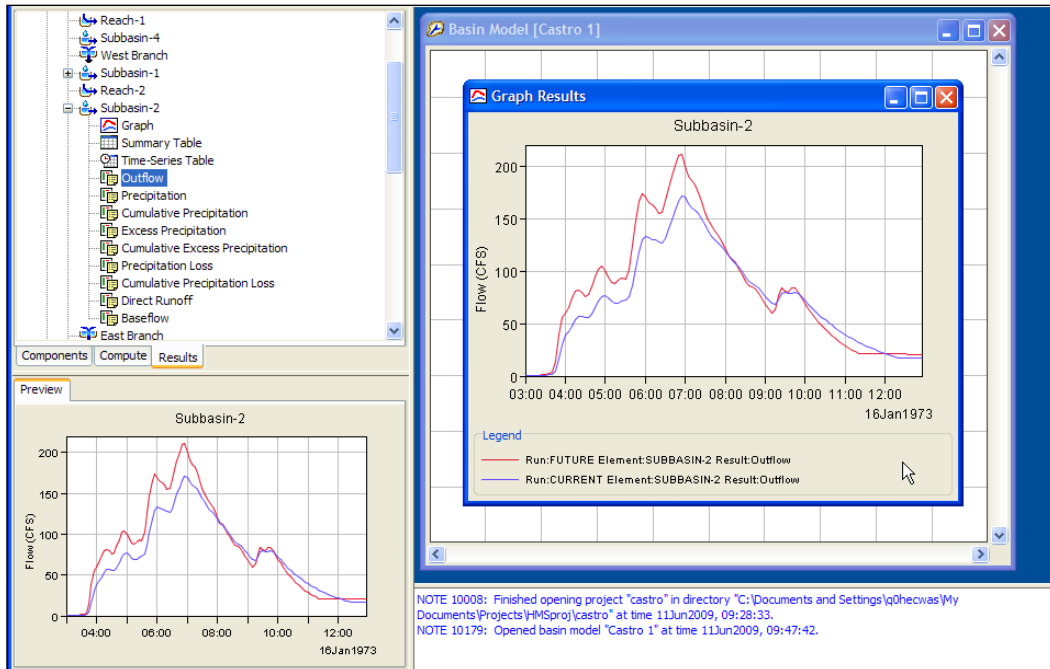 Reach-1
Subbasin-4
West Branch
Subbasin-1
Reach-2
Subbasin-2
Graph
Summary Table
Time-Series Table
Outflow
Precipitation
Cumulative Precipitation
Excess Precipitation
Cumulative Excess Precipitation
Precipitation Loss
Cumulative Precipitation Loss
Direct Runoff
Baseflow
East Branch
Components Compute Results
Preview
Subbasin-2
Flow (CFS)
200
150
100
50
0
04:00 06:00 08:00 10:00 12:00
16Jan1973
Basin Model [Castro 1]
Graph Results
Subbasin-2
Flow (CFS)
200
150
100
50
0
03:00 04:00 05:00 06:00 07:00 08:00 09:00 10:00 11:00 12:00
16Jan1973
Legend
Run:FUTURE Element:SUBBASIN-2 Result:Outflow
Run:CURRENT Element:SUBBASIN-2 Result:Outflow
NOTE 10008: Finished opening project "castro" in directory "C:\Documents and Settings\q0hecwas\My
Documents\Projects\HMSproj\castro" at time 11Jun2009, 09:28:33.
NOTE 10179: Opened basin model "Castro 1" at time 11Jun2009, 09:47:42.